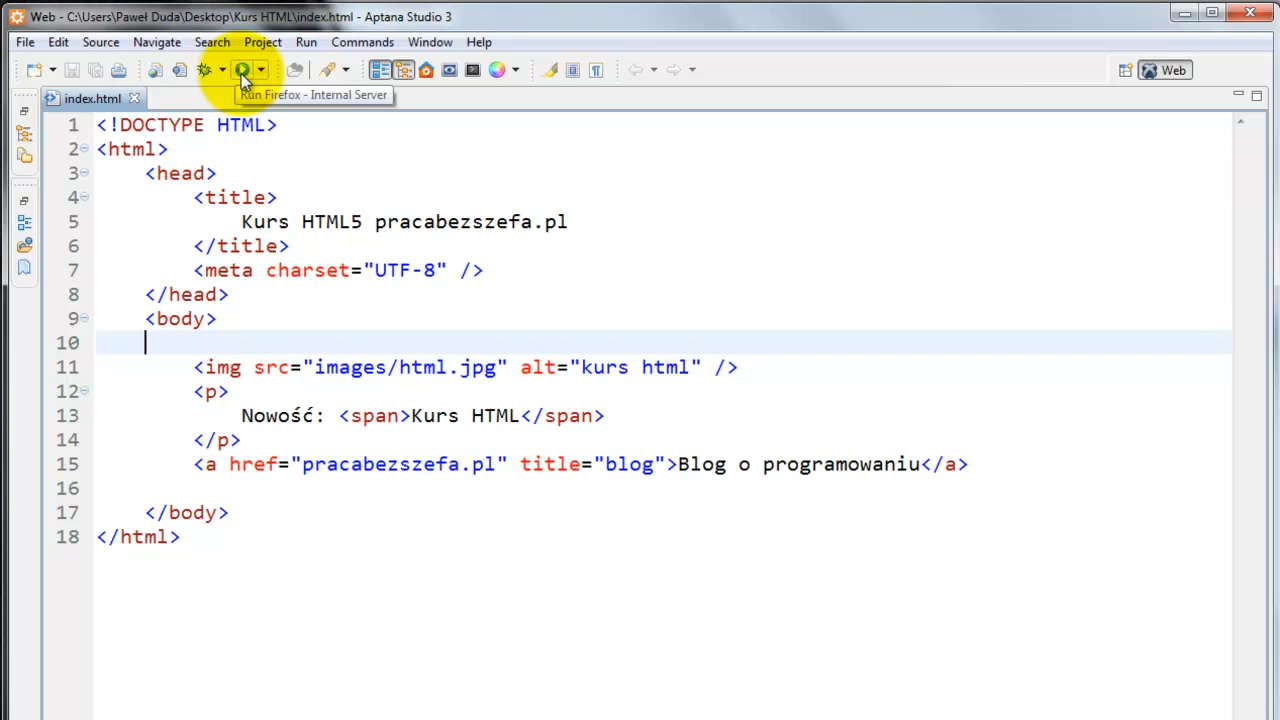 Web - C:\Users\Paweł Duda\Desktop\Kurs HTML\index.html - Aptana Studio 3
File Edit Source Navigate Search Project Run Commands Window Help
Web
index.html
Run Firefox - Internal Server
1 <!DOCTYPE HTML>
2 <html>
3 <head>
4 <title>
5 Kurs HTML5 pracabezszefa.pl
6 </title>
7 <meta charset="UTF-8" />
8 </head>
9 <body>
10
11 <img src="images/html.jpg" alt="kurs html" />
12 <p>
13 Nowość: <span>Kurs HTML</span>
14 </p>
15 <a href="pracabezszefa.pl" title="blog">Blog o programowaniu</a>
16
17 </body>
18 </html>